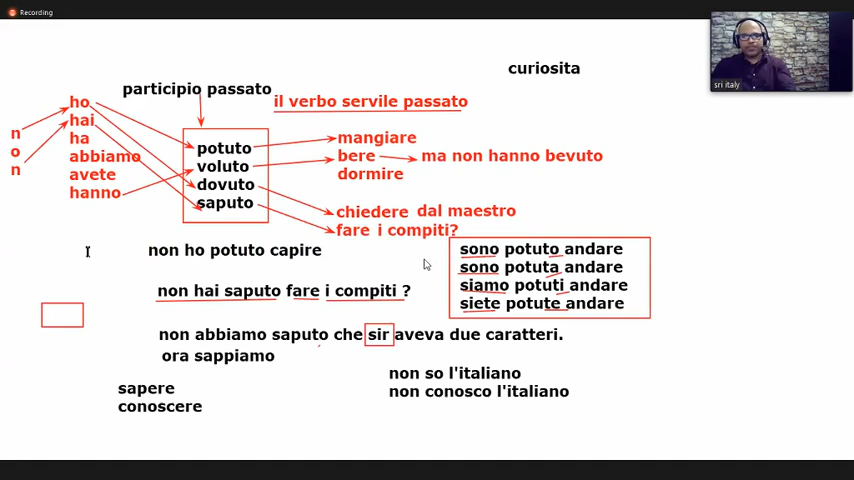 Recording
sri italy
curiosita
participio passato
il verbo servile passato
ho
hai
ha
abbiamo
avete
hanno
n
o
n
potuto
voluto
dovuto
saputo
mangiare
bere
dormire
ma non hanno bevuto
chiedere dal maestro
fare i compiti?
non ho potuto capire
sono potuto andare
sono potuta andare
siamo potuti andare
siete potute andare
non hai saputo fare i compiti ?
non abbiamo saputo che sir aveva due caratteri.
ora sappiamo
non so l'italiano
non conosco l'italiano
sapere
conoscere